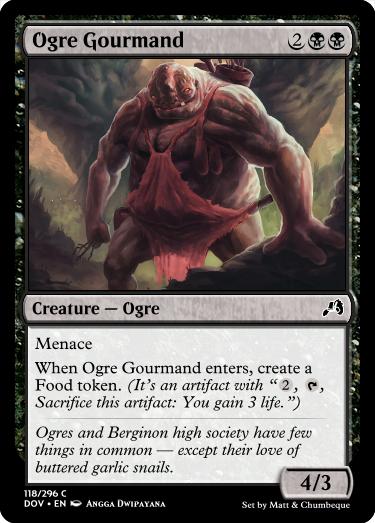 Ogre Gourmand 2
Creature — Ogre
Menace
When Ogre Gourmand enters, create a
Food token. (It's an artifact with “2, ,
Sacrifice this artifact: You gain 3 life.”)
Ogres and Berginon high society have few
things in common — except their love of
buttered garlic snails.
4/3
118/296 C
DOV • EN Angga Dwipayana
Set by Matt & Chumbeque